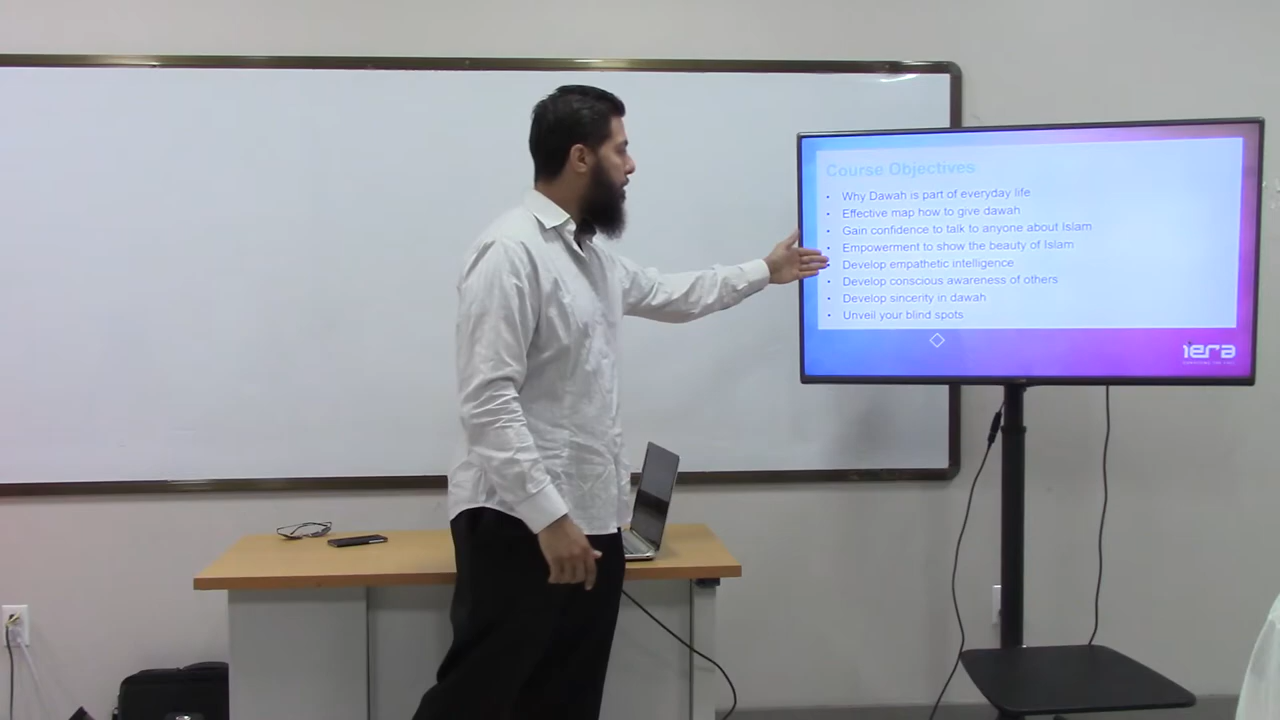 Course Objectives
• Why Dawah is part of everyday life
• Effective map how to give dawah
• Gain confidence to talk to anyone about Islam
• Empowerment to show the beauty of Islam
Develop empathetic intelligence
• Develop conscious awareness of others
• Develop sincerity in dawah
• Unveil your blind spots
iera